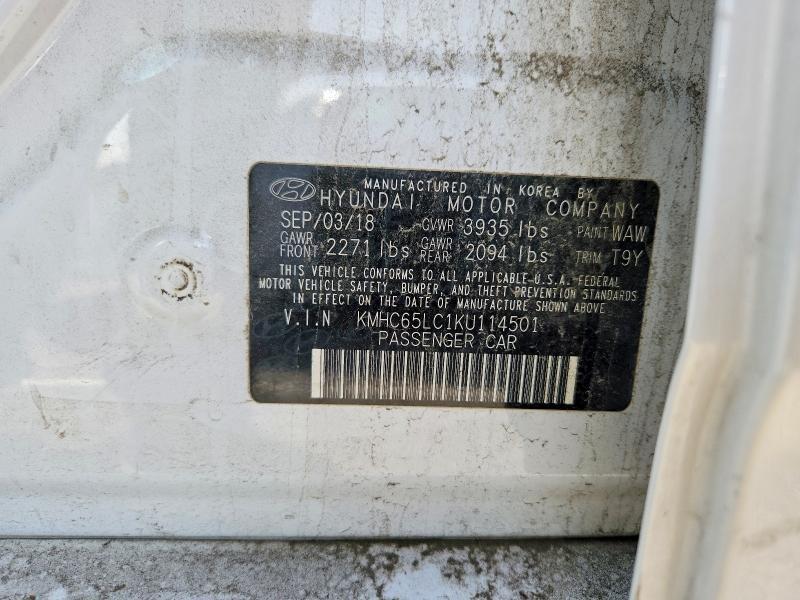 MANUFACTURED IN KOREA BY
HYUNDAI MOTOR COMPANY
SEP/03/18 GVWR 3935 lbs PAINT WAW
GAWR FRONT 2271 lbs GAWR REAR 2094 lbs TRIM T9Y
THIS VEHICLE CONFORMS TO ALL APPLICABLE U.S.A. FEDERAL
MOTOR VEHICLE SAFETY, BUMPER, AND THEFT PREVENTION STANDARDS
IN EFFECT ON THE DATE OF MANUFACTURE SHOWN ABOVE
V.I.N KMHC65LC1KU114501
PASSENGER CAR